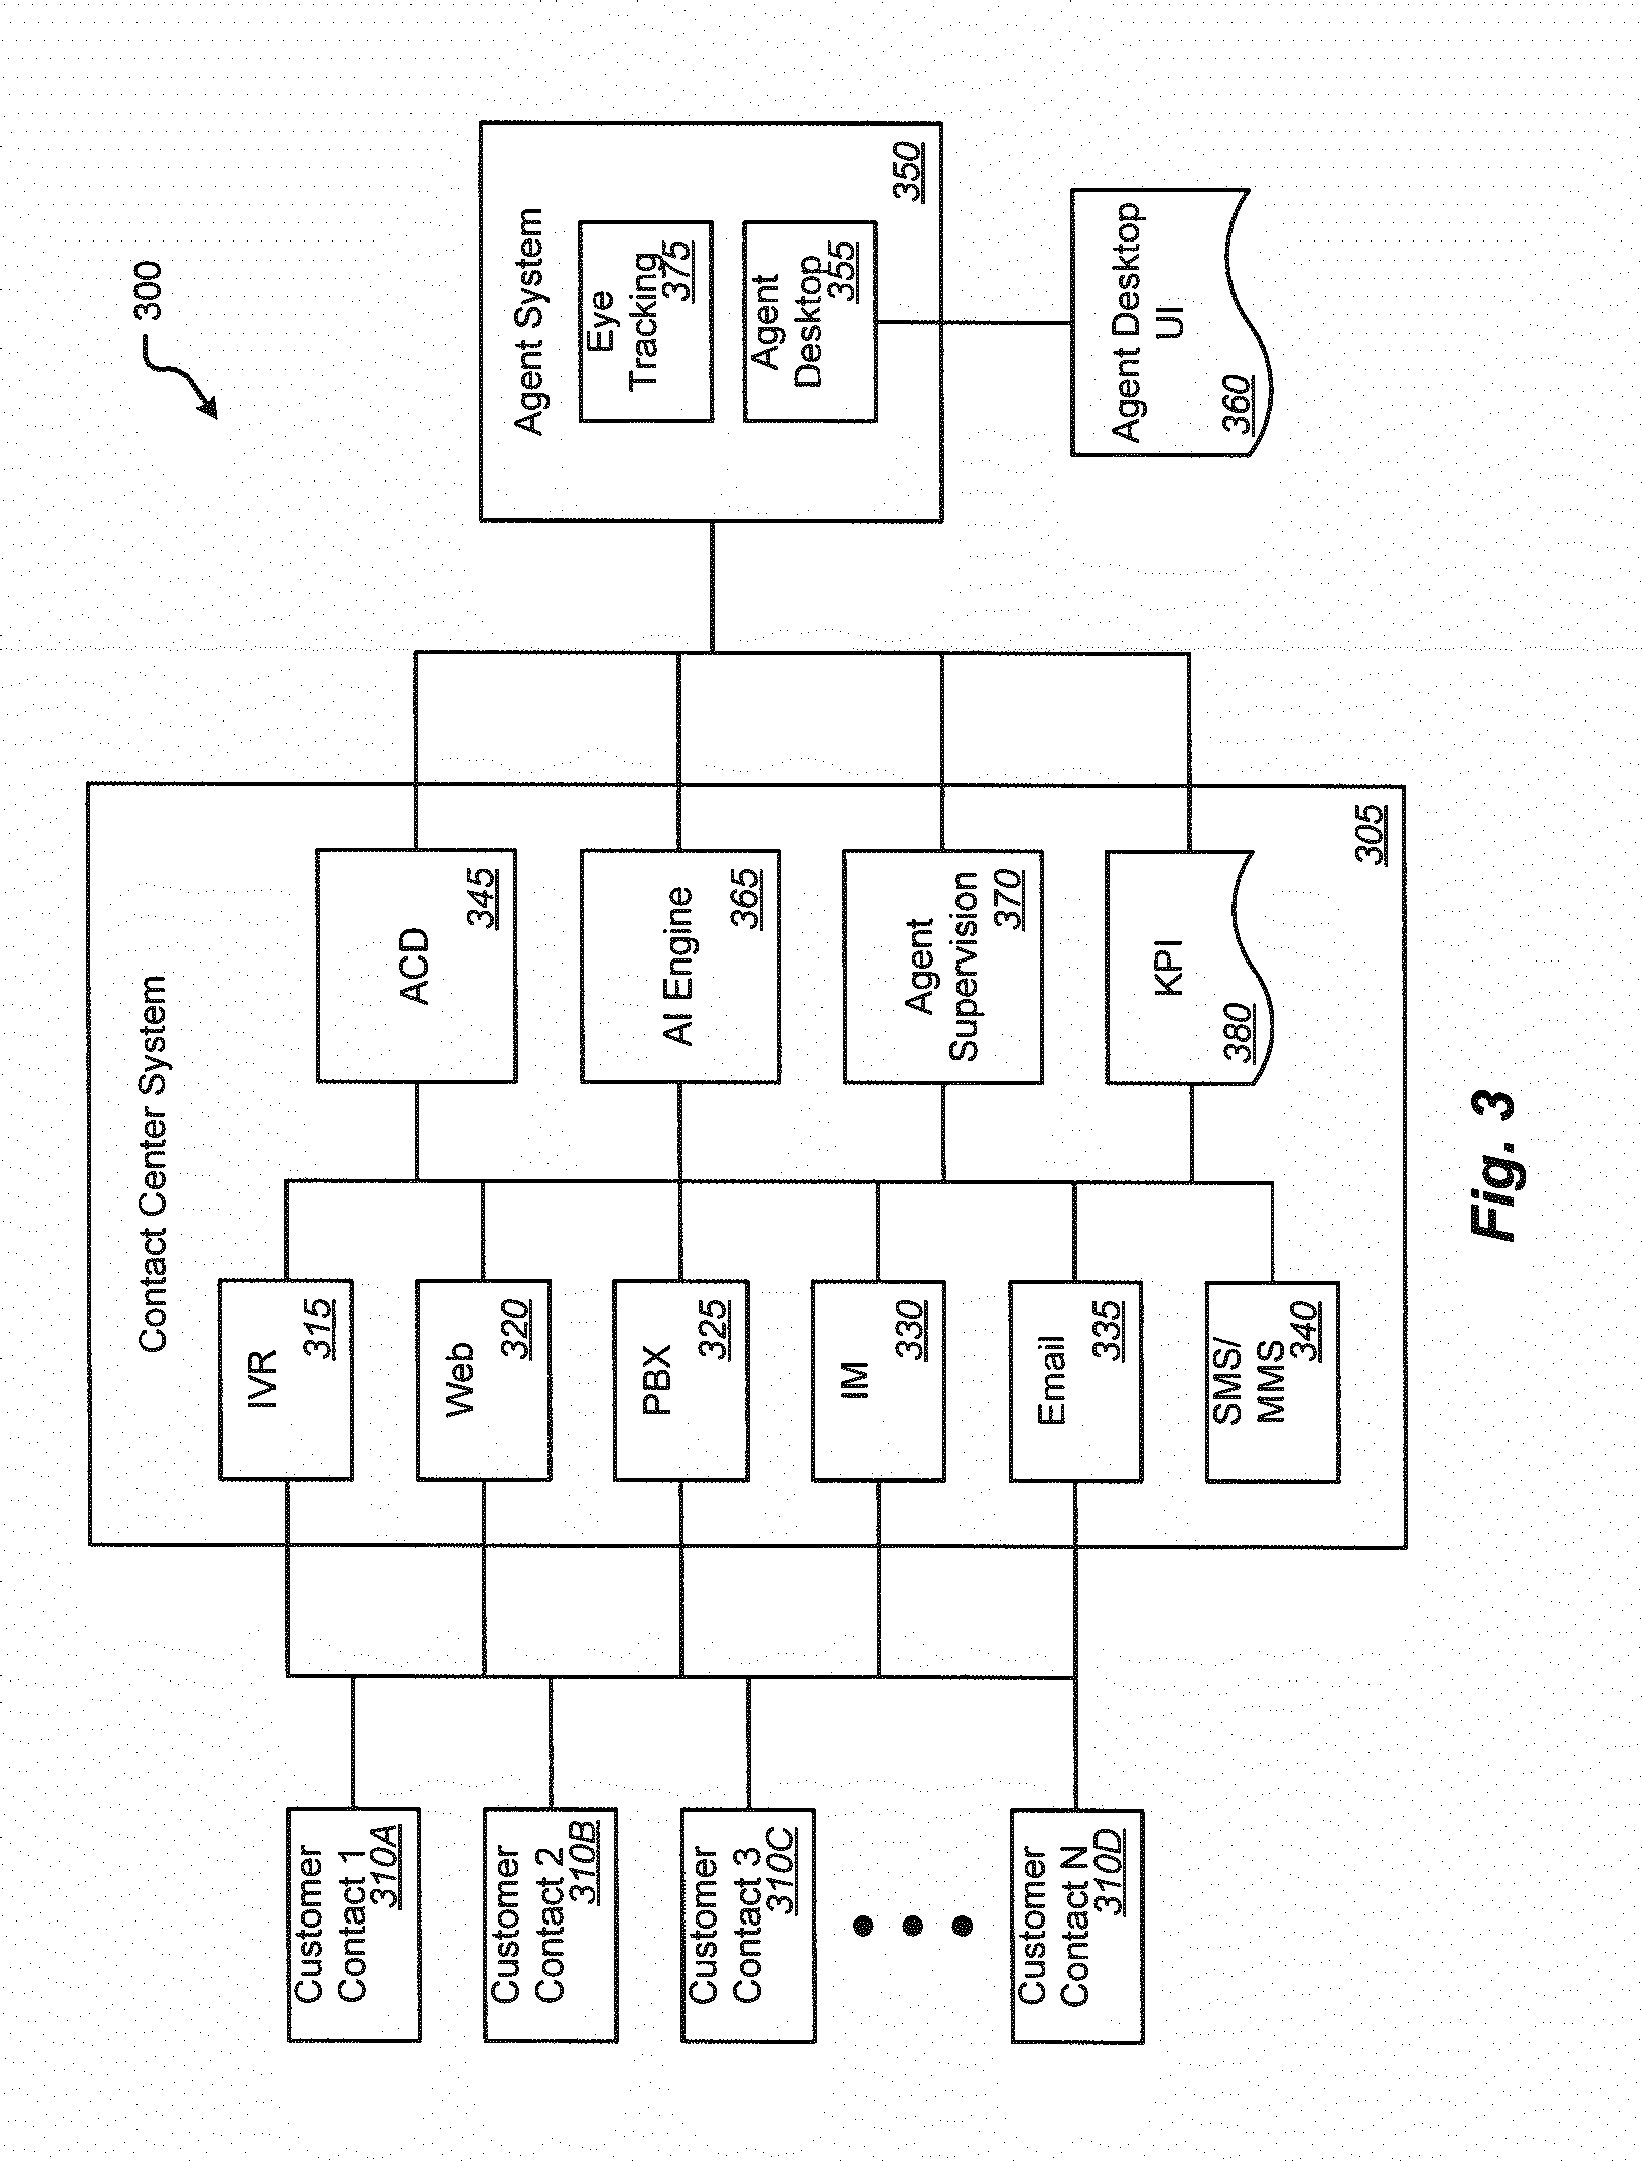 300
Contact Center System
Agent System
Customer
Contact 1
310A
Customer
Contact 2
310B
Customer
Contact 3
310C
Customer
Contact N
310D
IVR
315
Web
320
PBX
325
IM
330
Email
335
SMS/
MMS
340
ACD
345
AI Engine
365
Agent
Supervision
370
KPI
380
305
Eye
Tracking
375
Agent
Desktop
355
350
Agent Desktop
UI
360
Fig. 3